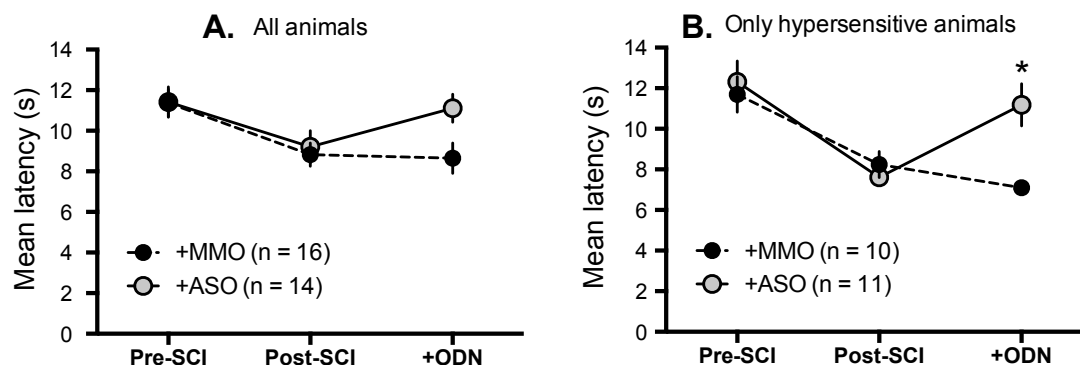 A. All animals
Mean latency (s)
14
12
10
8
6
4
2
0
+MMO (n = 16)
+ASO (n = 14)
Pre-SCI Post-SCI +ODN
B. Only hypersensitive animals
Mean latency (s)
14
12
10
8
6
4
2
0
*
+MMO (n = 10)
+ASO (n = 11)
Pre-SCI Post-SCI +ODN